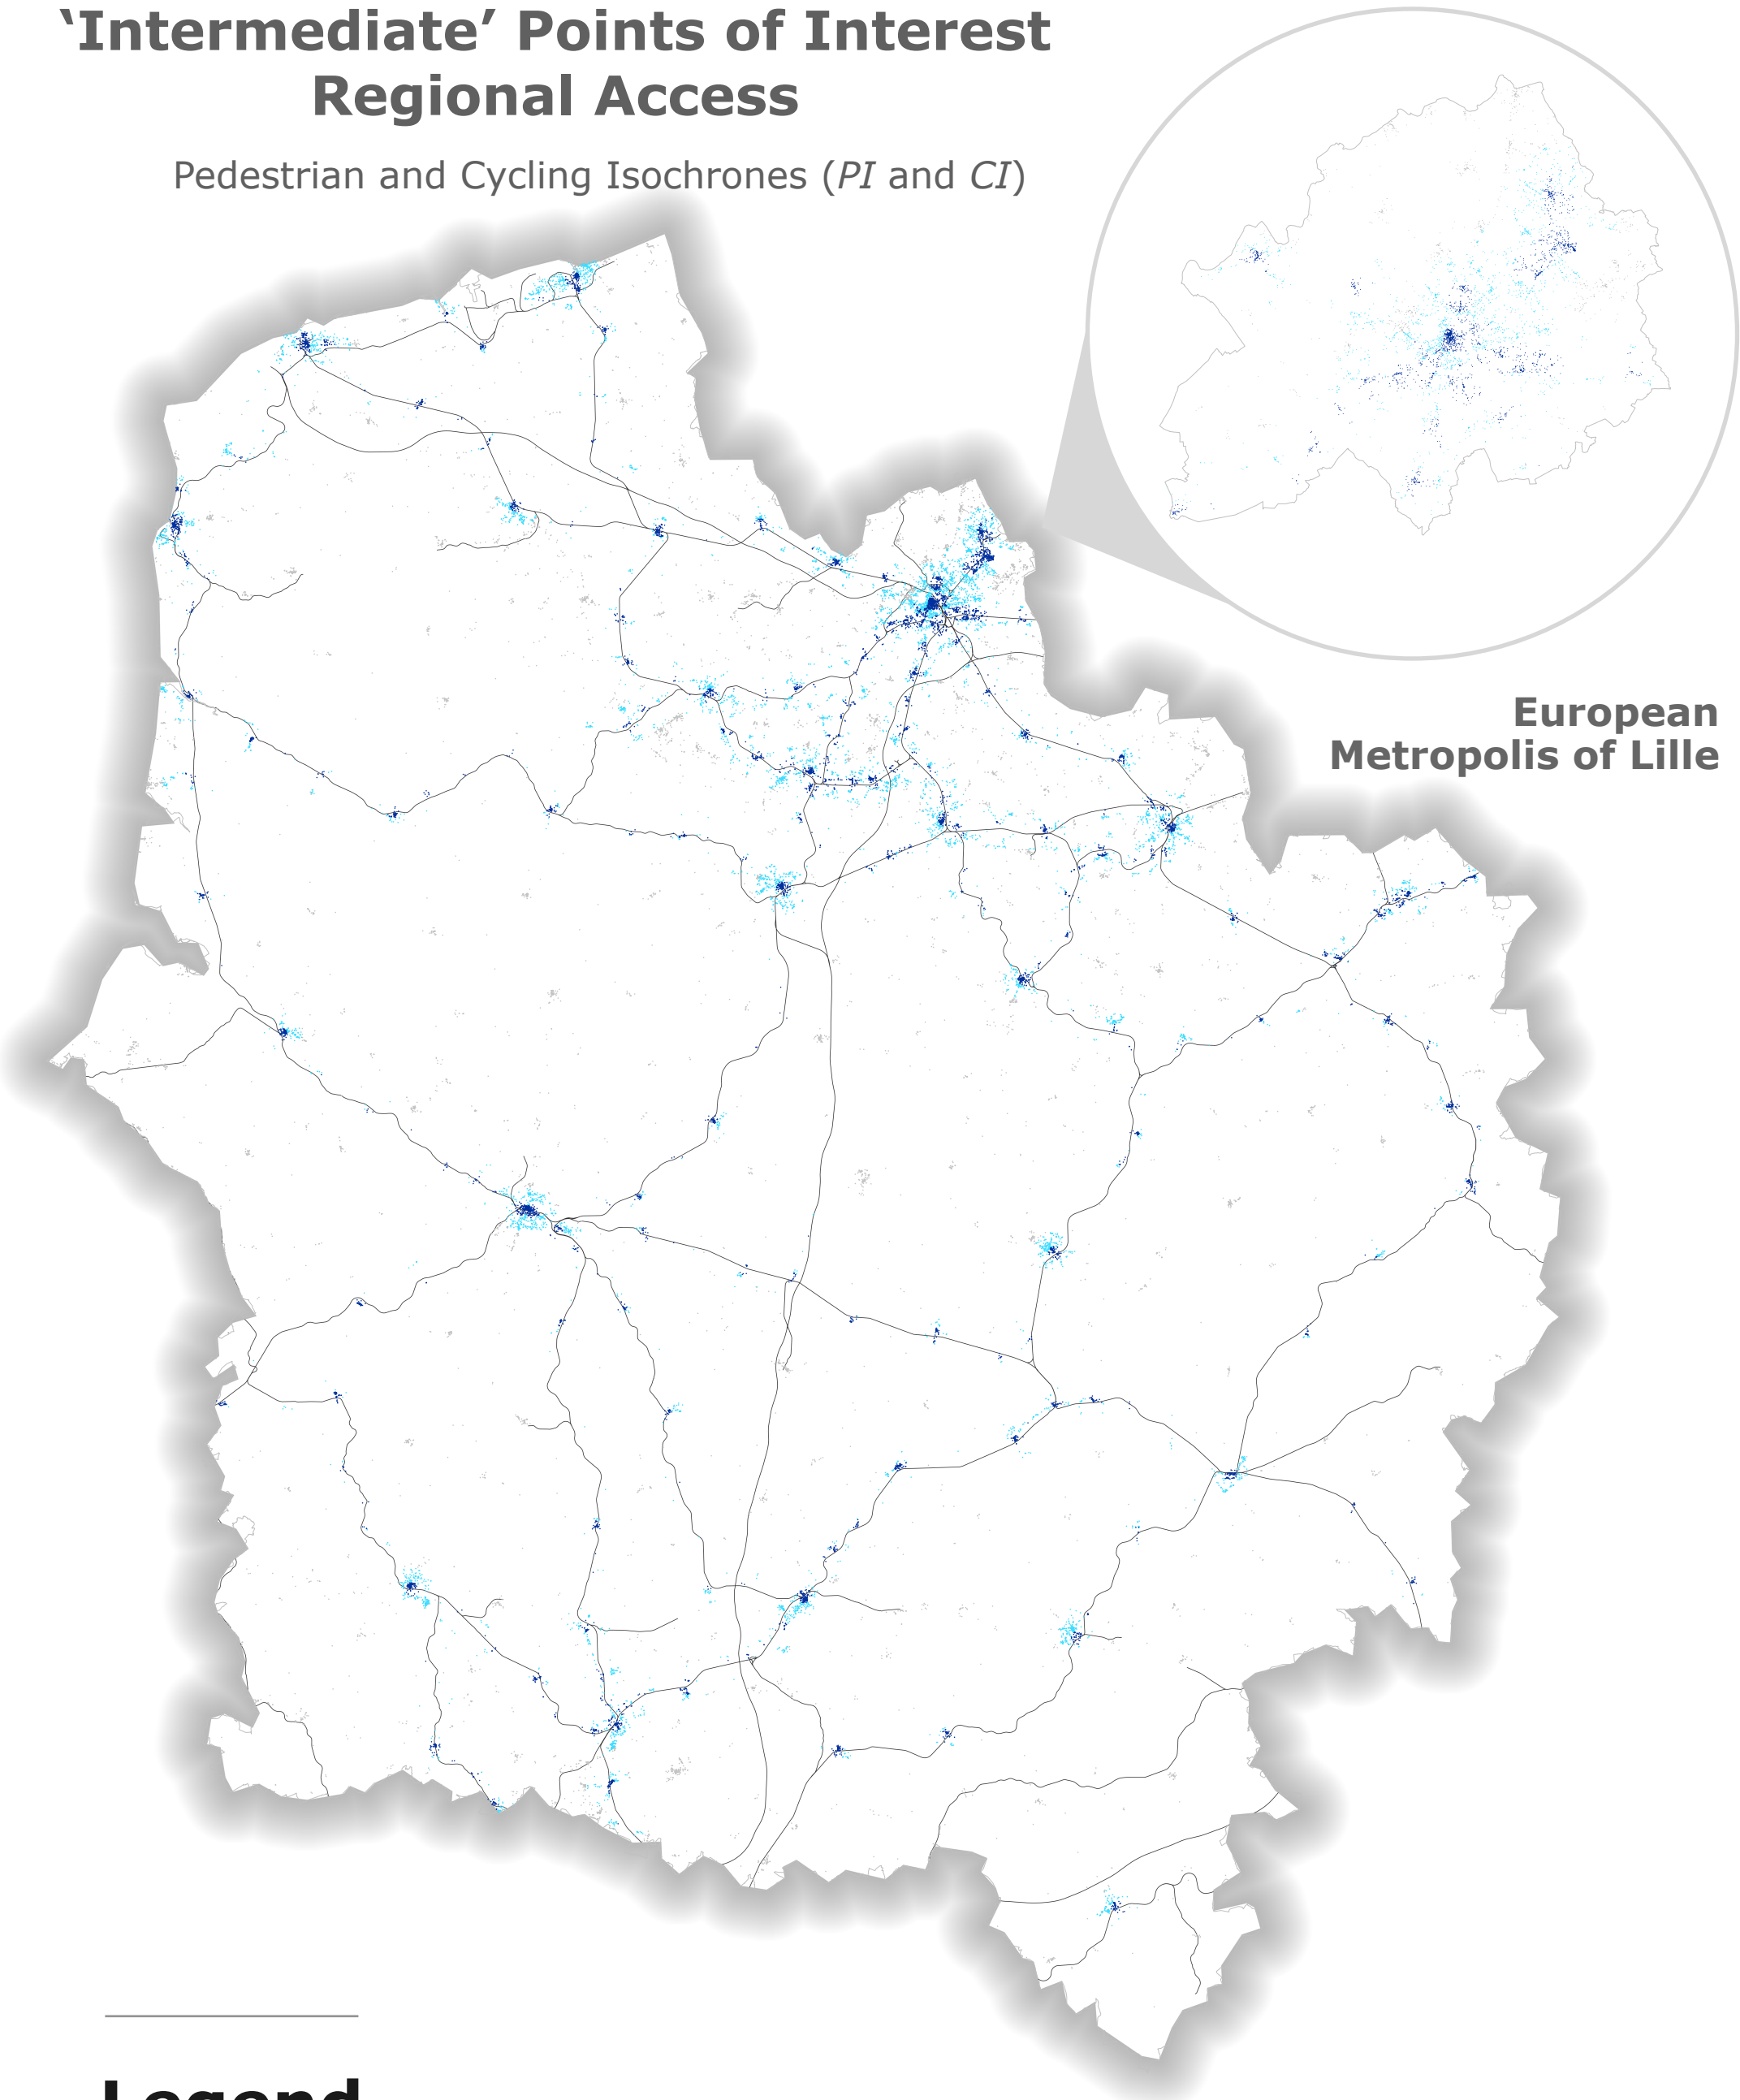 ‘Intermediate’ Points of Interest
Regional Access
Pedestrian and Cycling Isochrones (PI and CI)
European
Metropolis of Lille
Legend